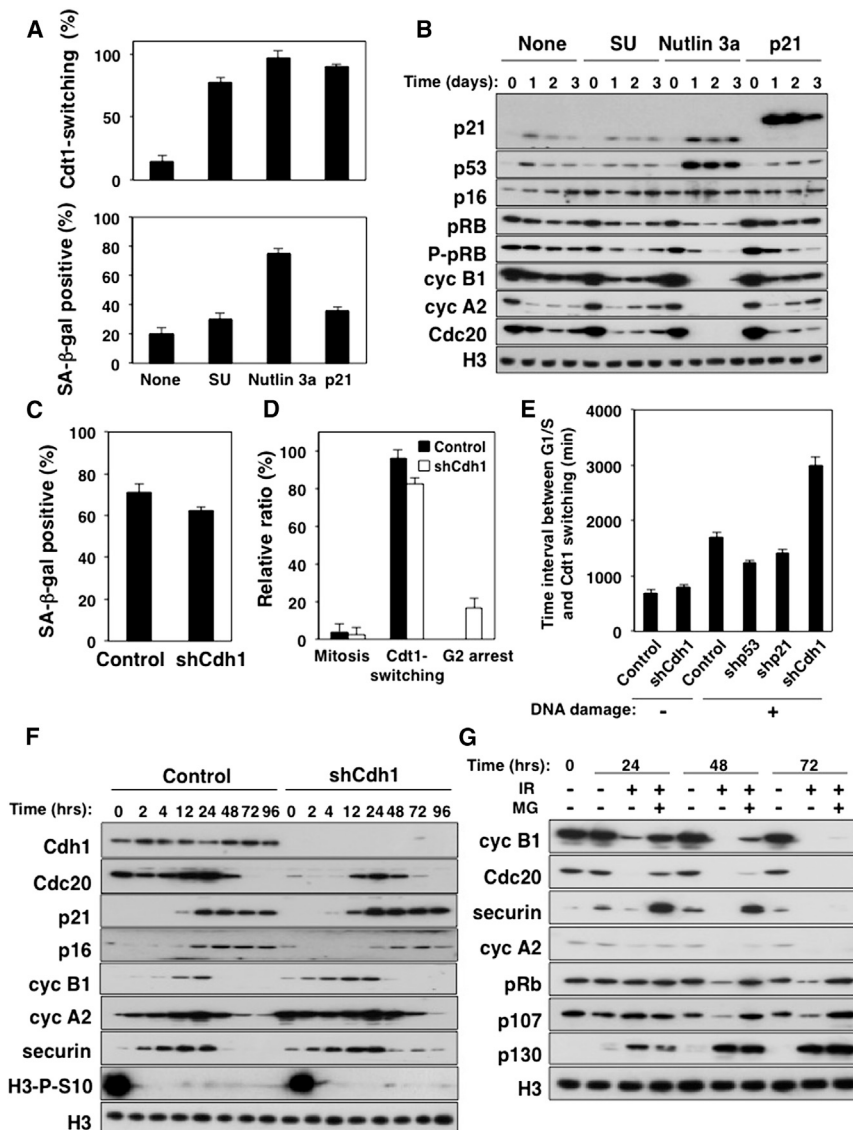 A
Cdt1-switching (%)
100
50
0
SA-β-gal positive (%)
100
80
60
40
20
0
None SU Nutlin 3a p21
B
None SU Nutlin 3a p21
Time (days): 0 1 2 3 0 1 2 3 0 1 2 3 0 1 2 3
p21
p53
p16
pRB
P-pRB
cyc B1
cyc A2
Cdc20
H3
C
SA-β-gal positive (%)
100
80
60
40
20
0
Control shCdh1
D
Relative ratio (%)
100
80
60
40
20
0
Control
shCdh1
Mitosis Cdt1-switching G2 arrest
E
Time interval between G1/S
and Cdt1 switching (min)
4000
3000
2000
1000
0
Control shCdh1 Control shp53 shp21 shCdh1
DNA damage: - +
F
Control shCdh1
Time (hrs): 0 2 4 12 24 48 72 96 0 2 4 12 24 48 72 96
Cdh1
Cdc20
p21
p16
cyc B1
cyc A2
securin
H3-P-S10
H3
G
Time (hrs): 0 24 48 72
IR - - + + - + + - + +
MG - - - + - - + - - +
cyc B1
Cdc20
securin
cyc A2
pRb
p107
p130
H3